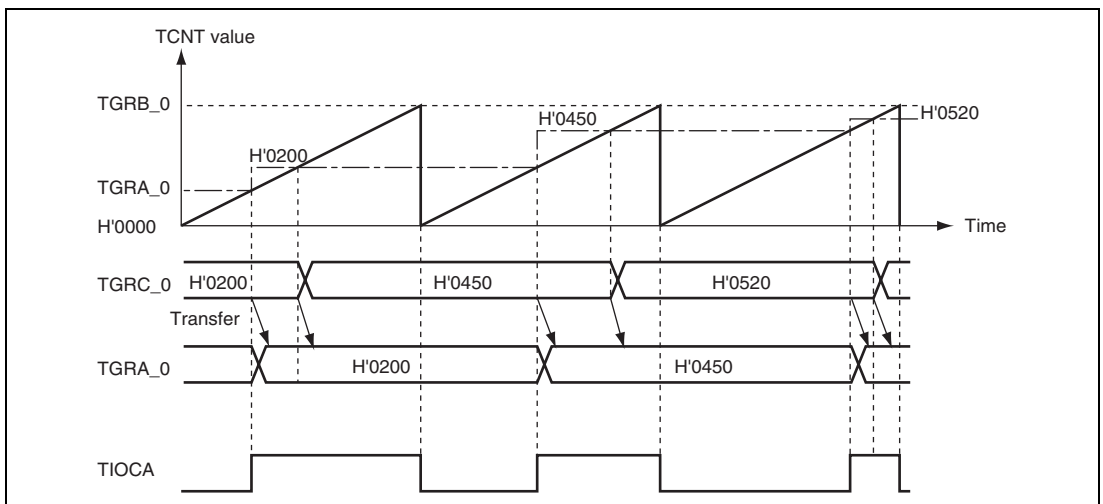 TCNT value
TGRB_0
H'0520
H'0450
H'0200
TGRA_0
H'0000
Time
TGRC_0
H'0200
H'0450
H'0520
Transfer
TGRA_0
H'0200
H'0450
TIOCA